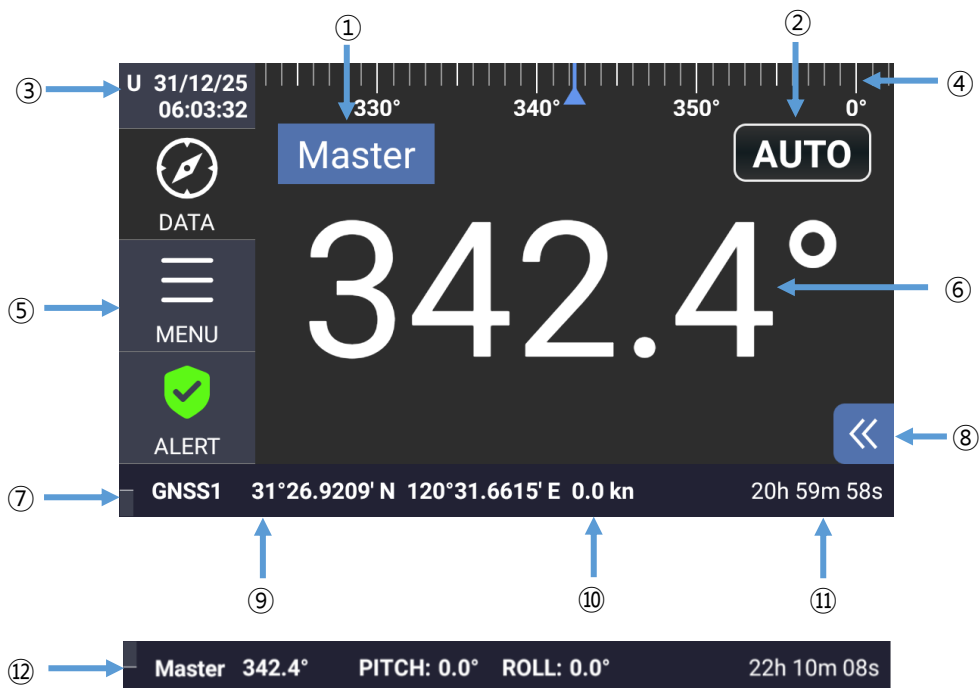 ① ②
③ U 31/12/25 ④
06:03:32
330° 340° 350° 0°
Master AUTO
DATA
342.4° ⑥
⑤
MENU
ALERT
⑧
⑦ GNSS1 31°26.9209' N 120°31.6615' E 0.0 kn 20h 59m 58s
⑨ ⑩ ⑪
⑫ Master 342.4° PITCH: 0.0° ROLL: 0.0° 22h 10m 08s